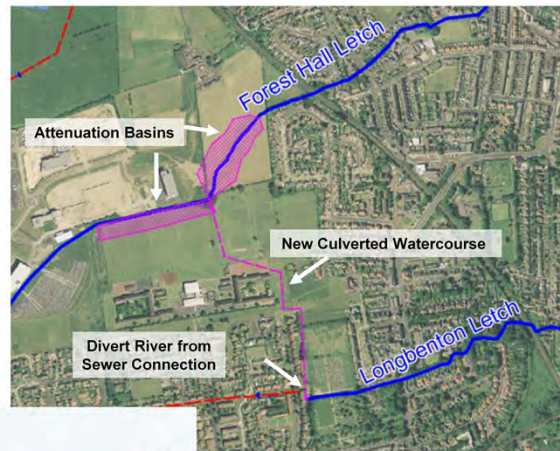 Forest Hall Letch
Attenuation Basins
New Culverted Watercourse
Divert River from
Sewer Connection
Longbenton Letch